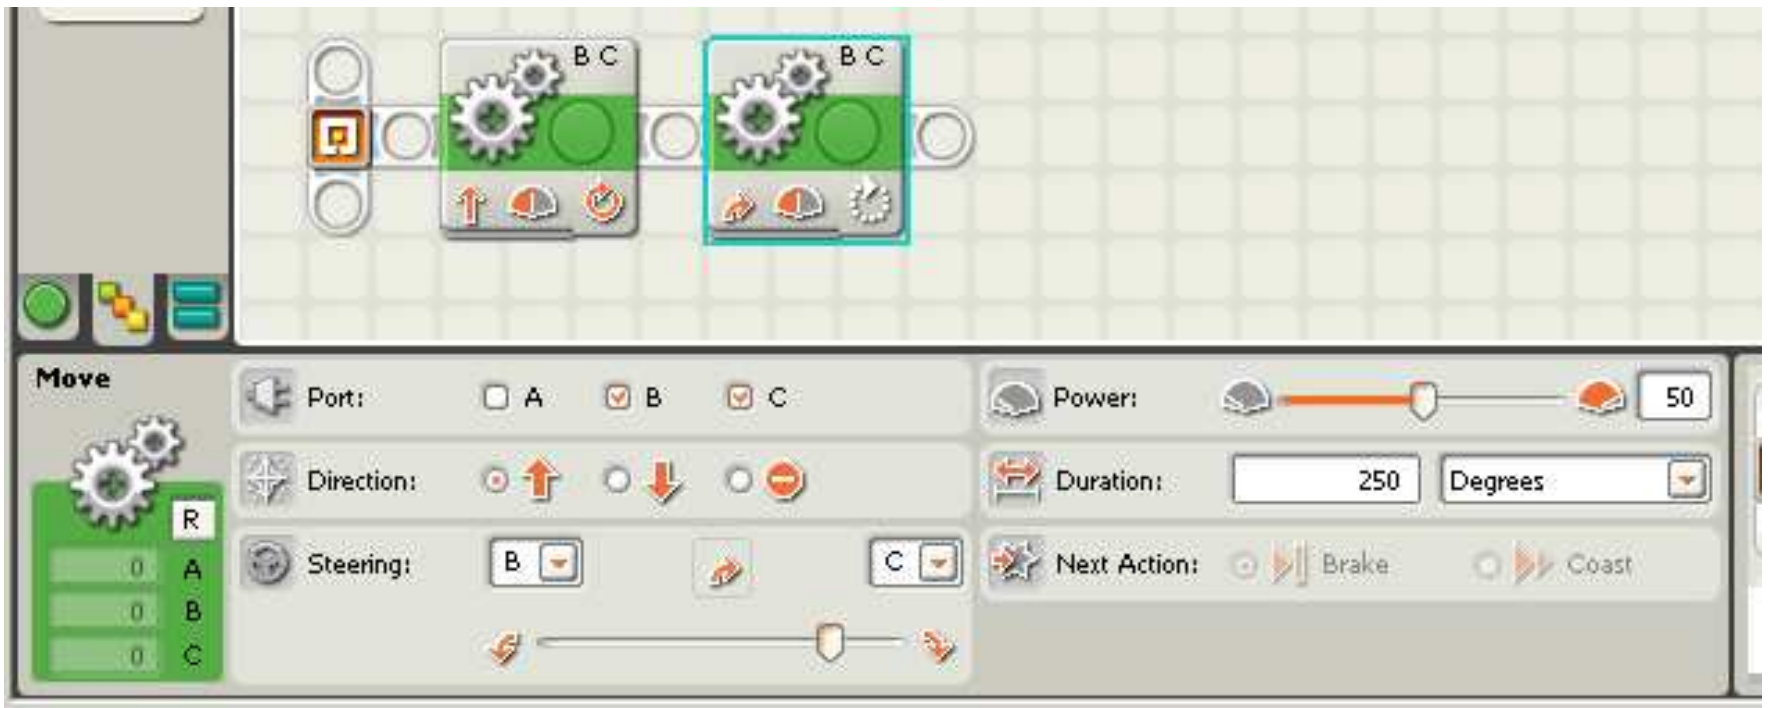 B C
B C
Move
Port:
A
B
C
Power:
50
Direction:
Duration:
250
Degrees
R
0 A
0 B
0 C
Steering:
B
C
Next Action:
Brake
Coast